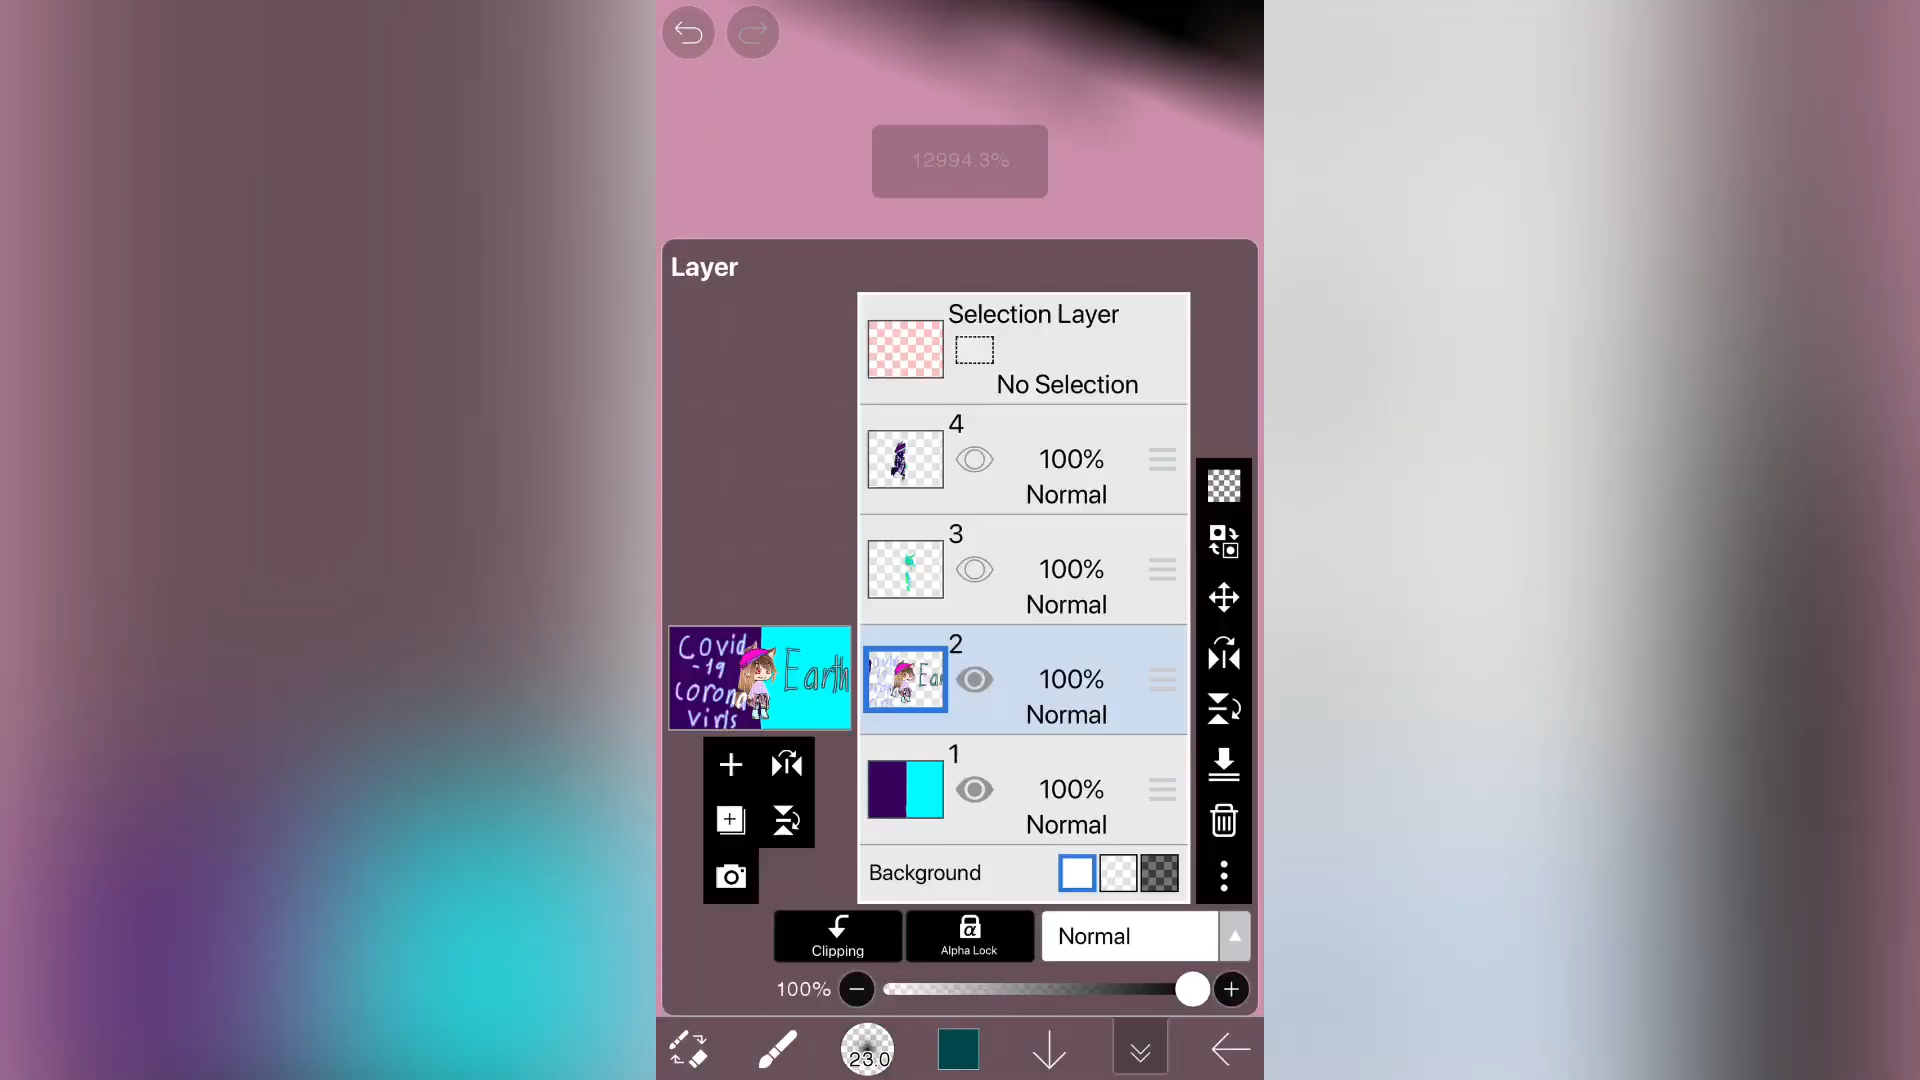 12994.3%
Layer
Selection Layer
No Selection
4
100%
Normal
3
100%
Normal
2
100%
Normal
1
100%
Normal
Background
Covid
-19
corona
virls
Earth
Clipping
Alpha Lock
Normal
100%
23.0